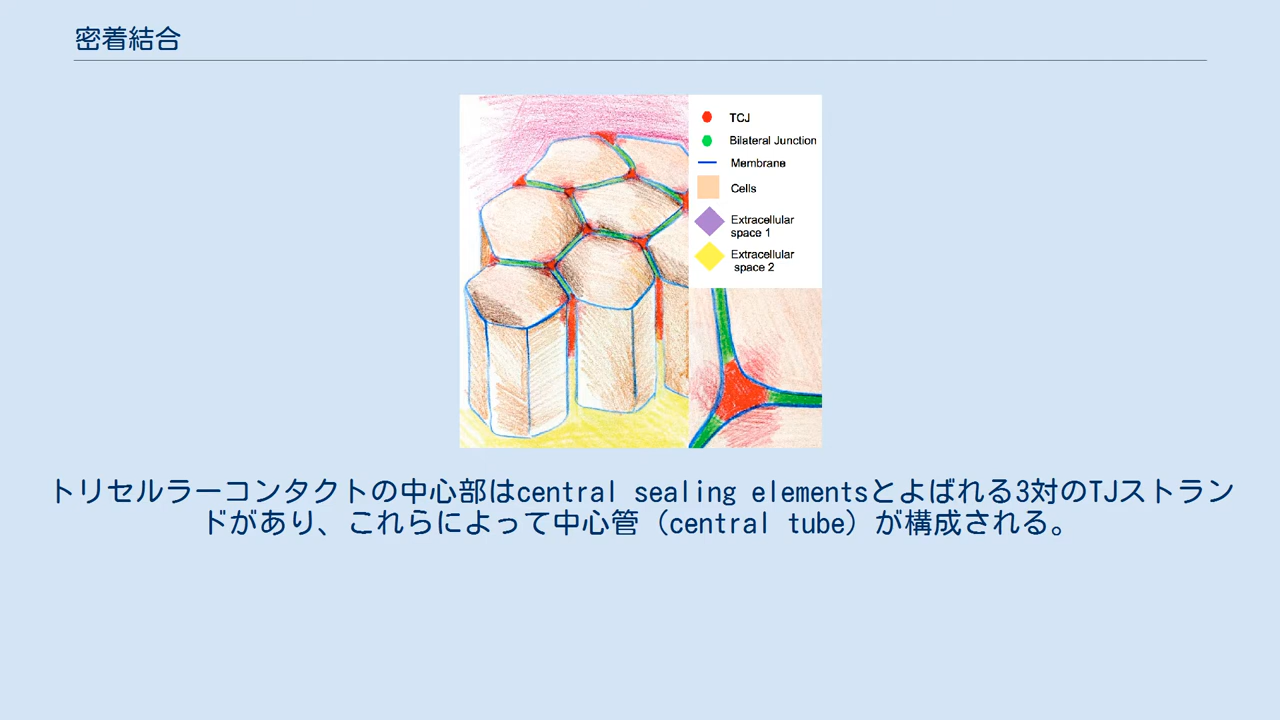 密着結合
TCJ
Bilateral Junction
Membrane
Cells
Extracellular
space 1
Extracellular
space 2
トリセルラーコンタクトの中心部はcentral sealing elementsとよばれる3対のTJストラン
ドがあり、これらによって中心管（central tube）が構成される。